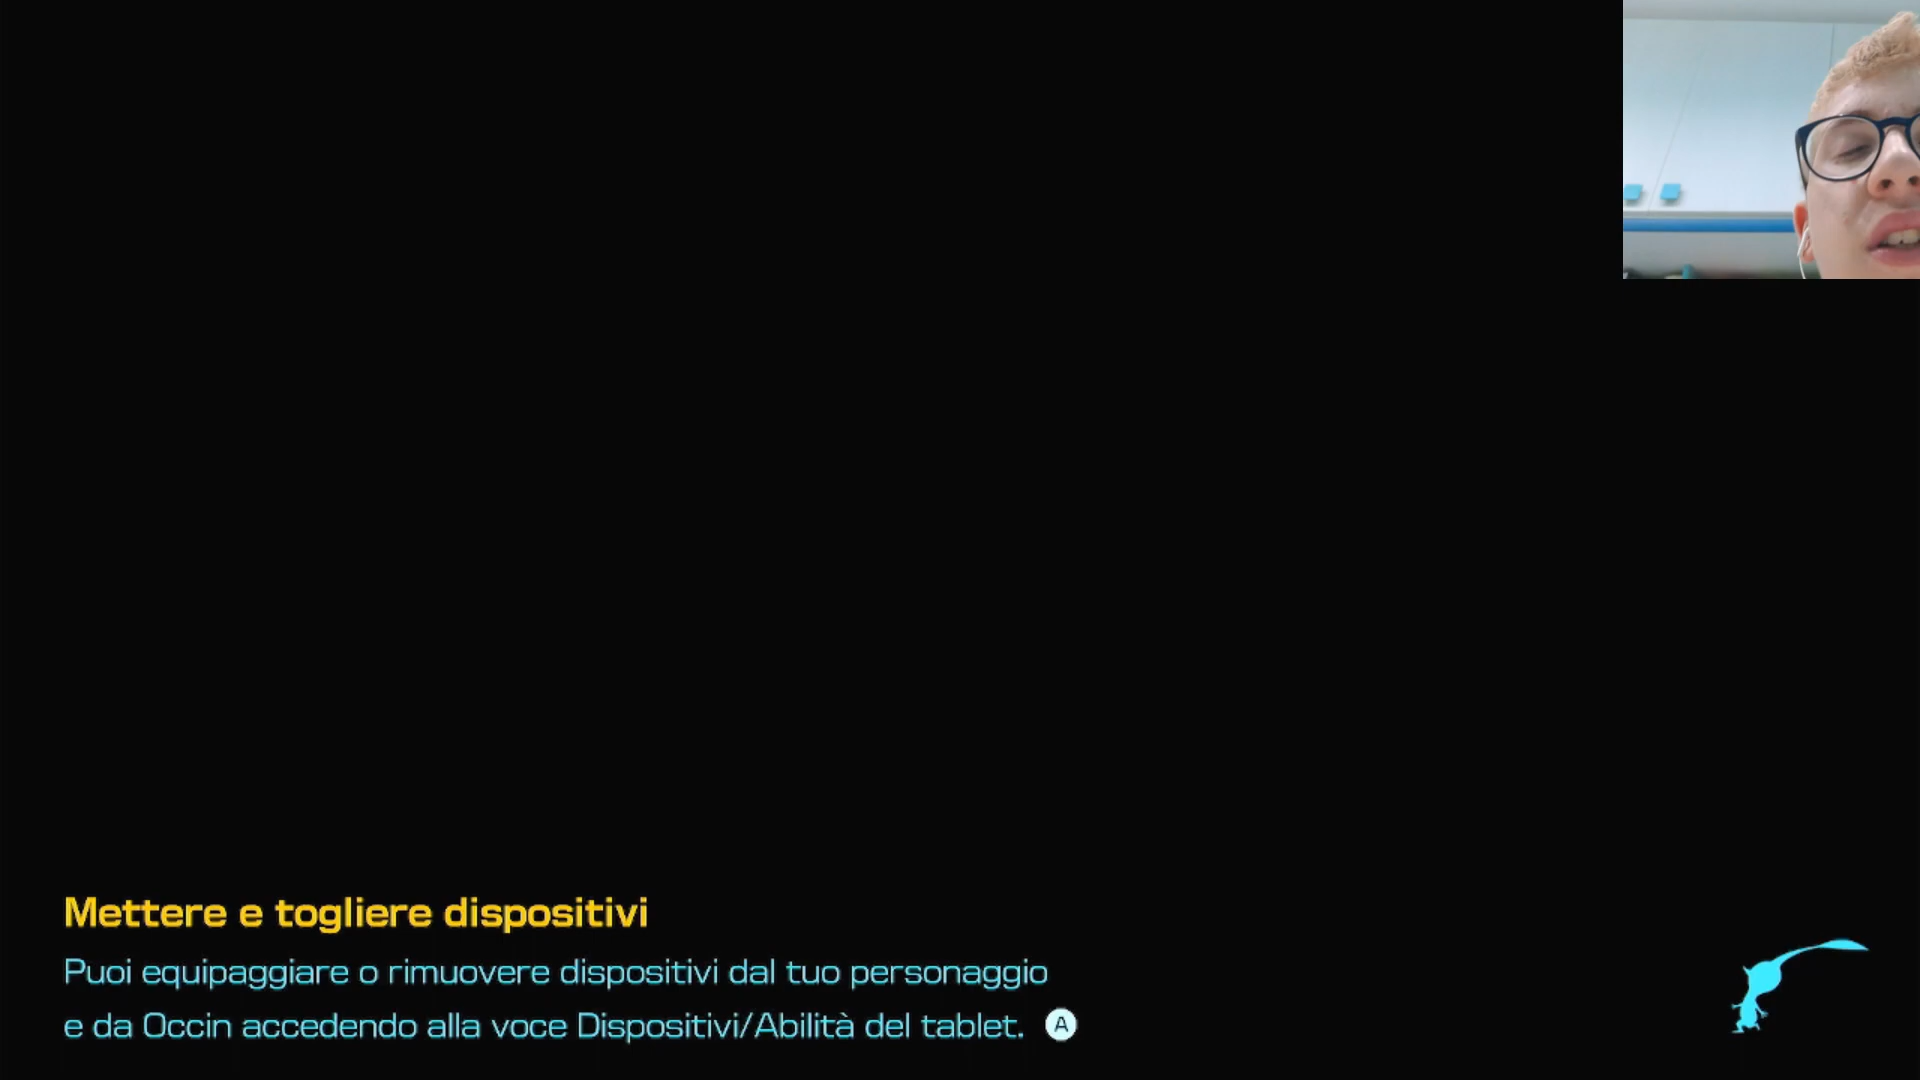 Mettere e togliere dispositivi
Puoi equipaggiare o rimuovere dispositivi dal tuo personaggio
e da Occin accedendo alla voce Dispositivi/Abilità del tablet. A